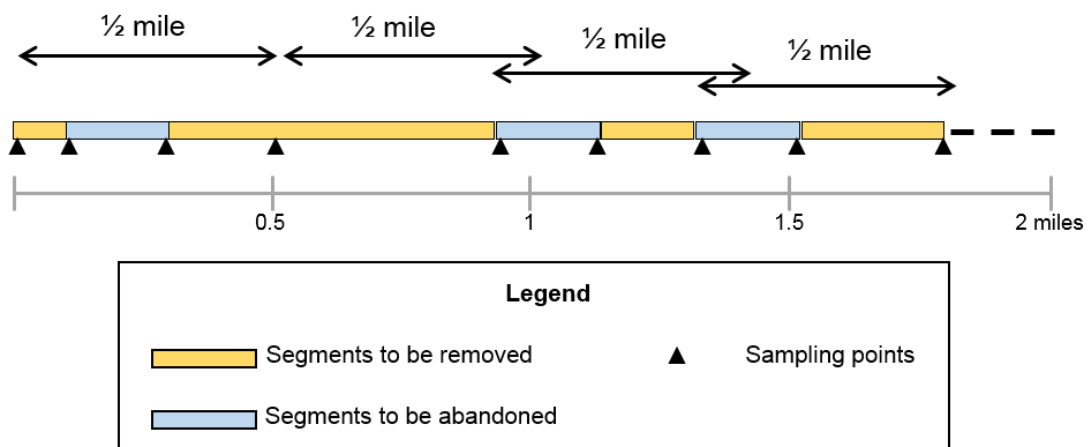 ½ mile
½ mile
½ mile
½ mile
0.5
1
1.5
2 miles
Legend
Segments to be removed
Sampling points
Segments to be abandoned